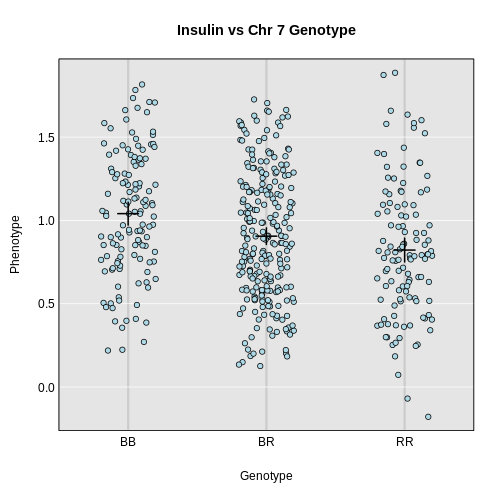 Insulin vs Chr 7 Genotype
Phenotype
1.5
1.0
0.5
0.0
BB BR RR
Genotype